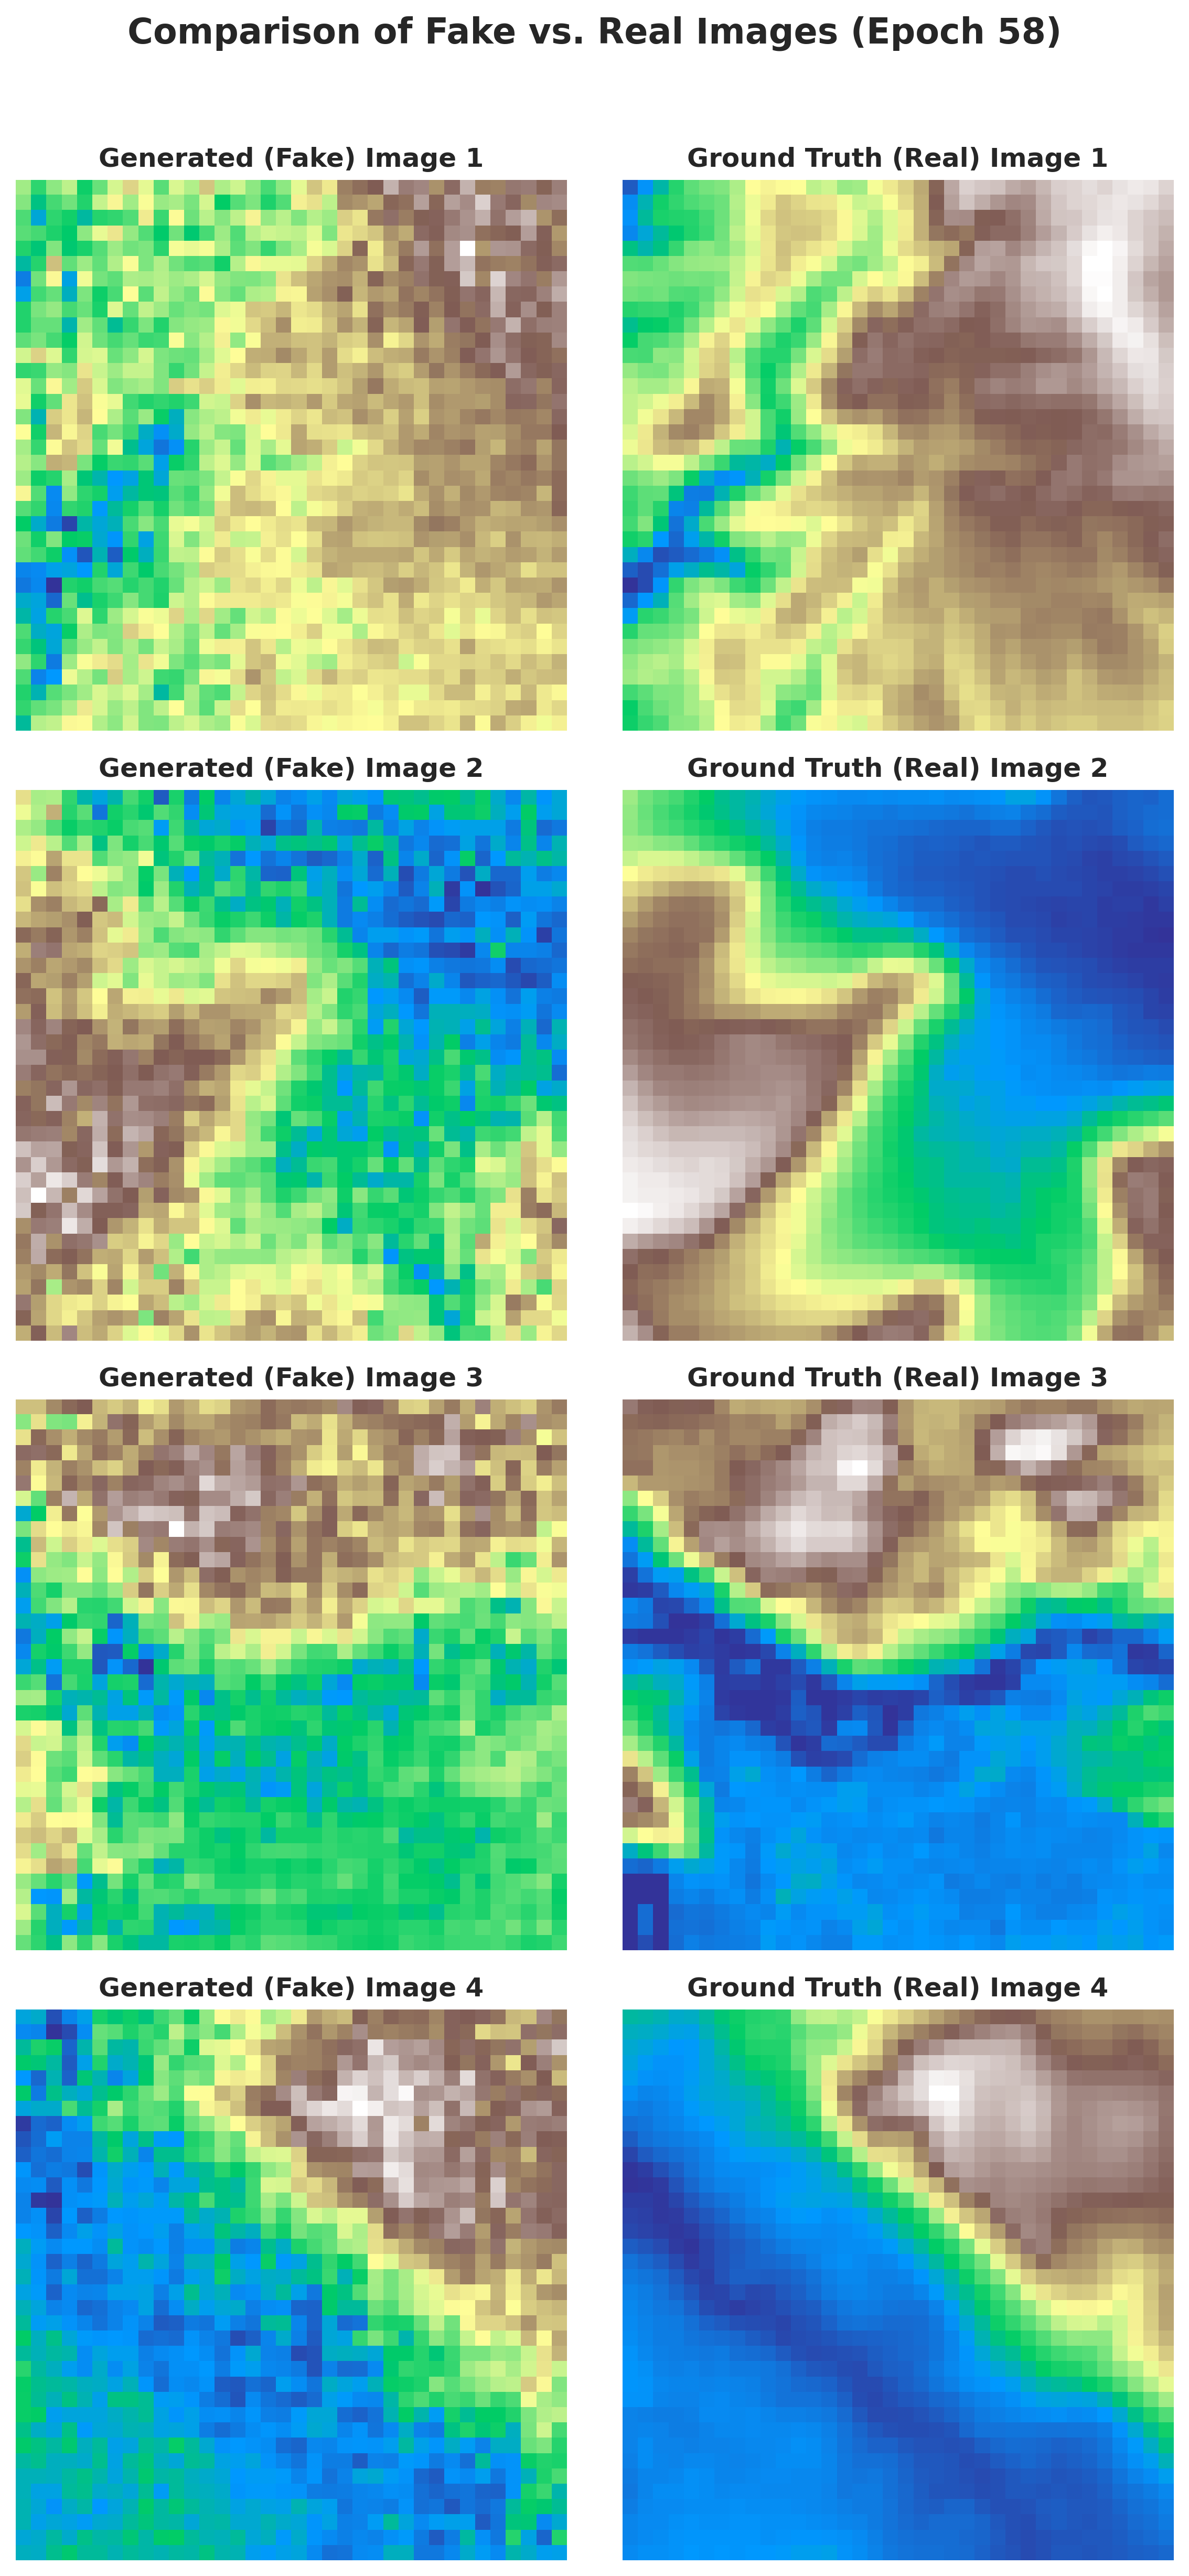 Comparison of Fake vs. Real Images (Epoch 58)
Generated (Fake) Image 1
Ground Truth (Real) Image 1
Generated (Fake) Image 2
Ground Truth (Real) Image 2
Generated (Fake) Image 3
Ground Truth (Real) Image 3
Generated (Fake) Image 4
Ground Truth (Real) Image 4